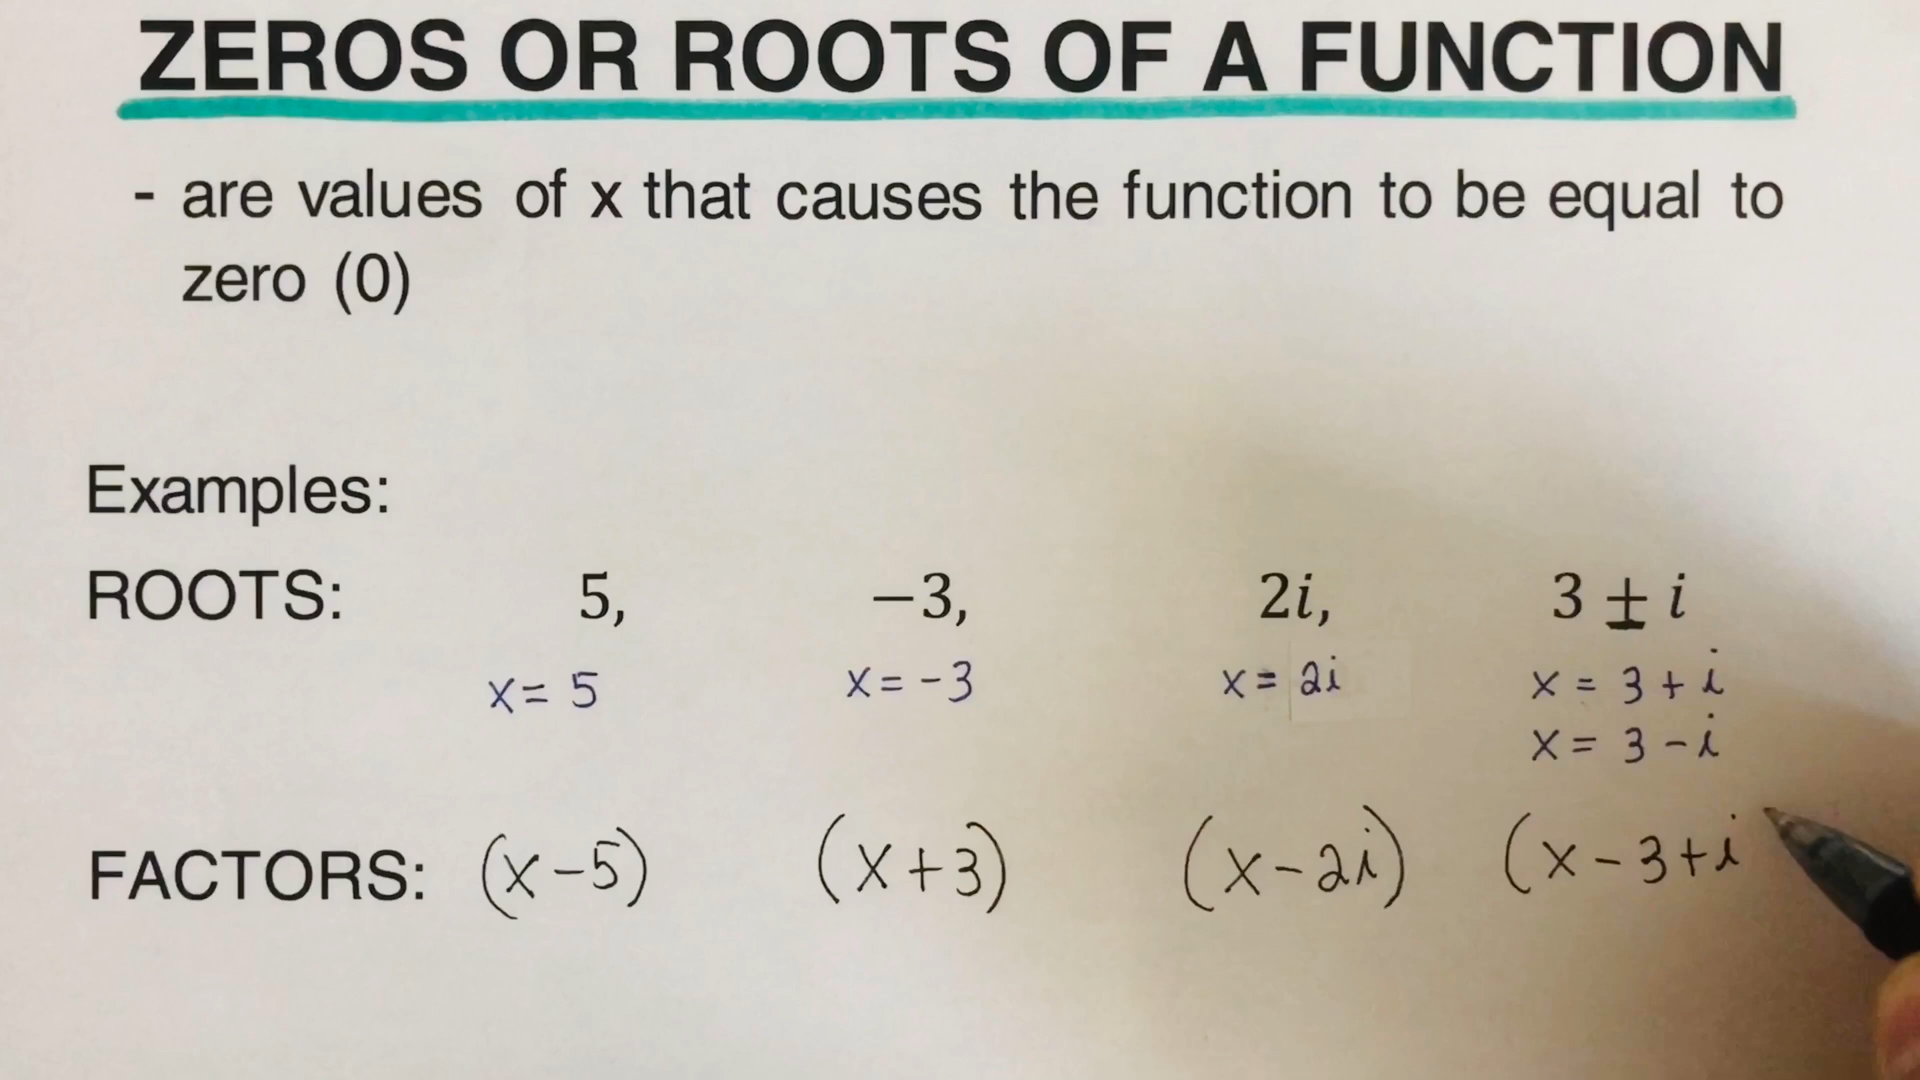 ZEROS OR ROOTS OF A FUNCTION
- are values of x that causes the function to be equal to
zero (0)
Examples:
ROOTS: 5, −3, 2i, 3 ± i
x = 5 x = -3 x = 2i x = 3 + i
x = 3 - i
FACTORS: (x-5) (x+3) (x-2i) (x-3+i